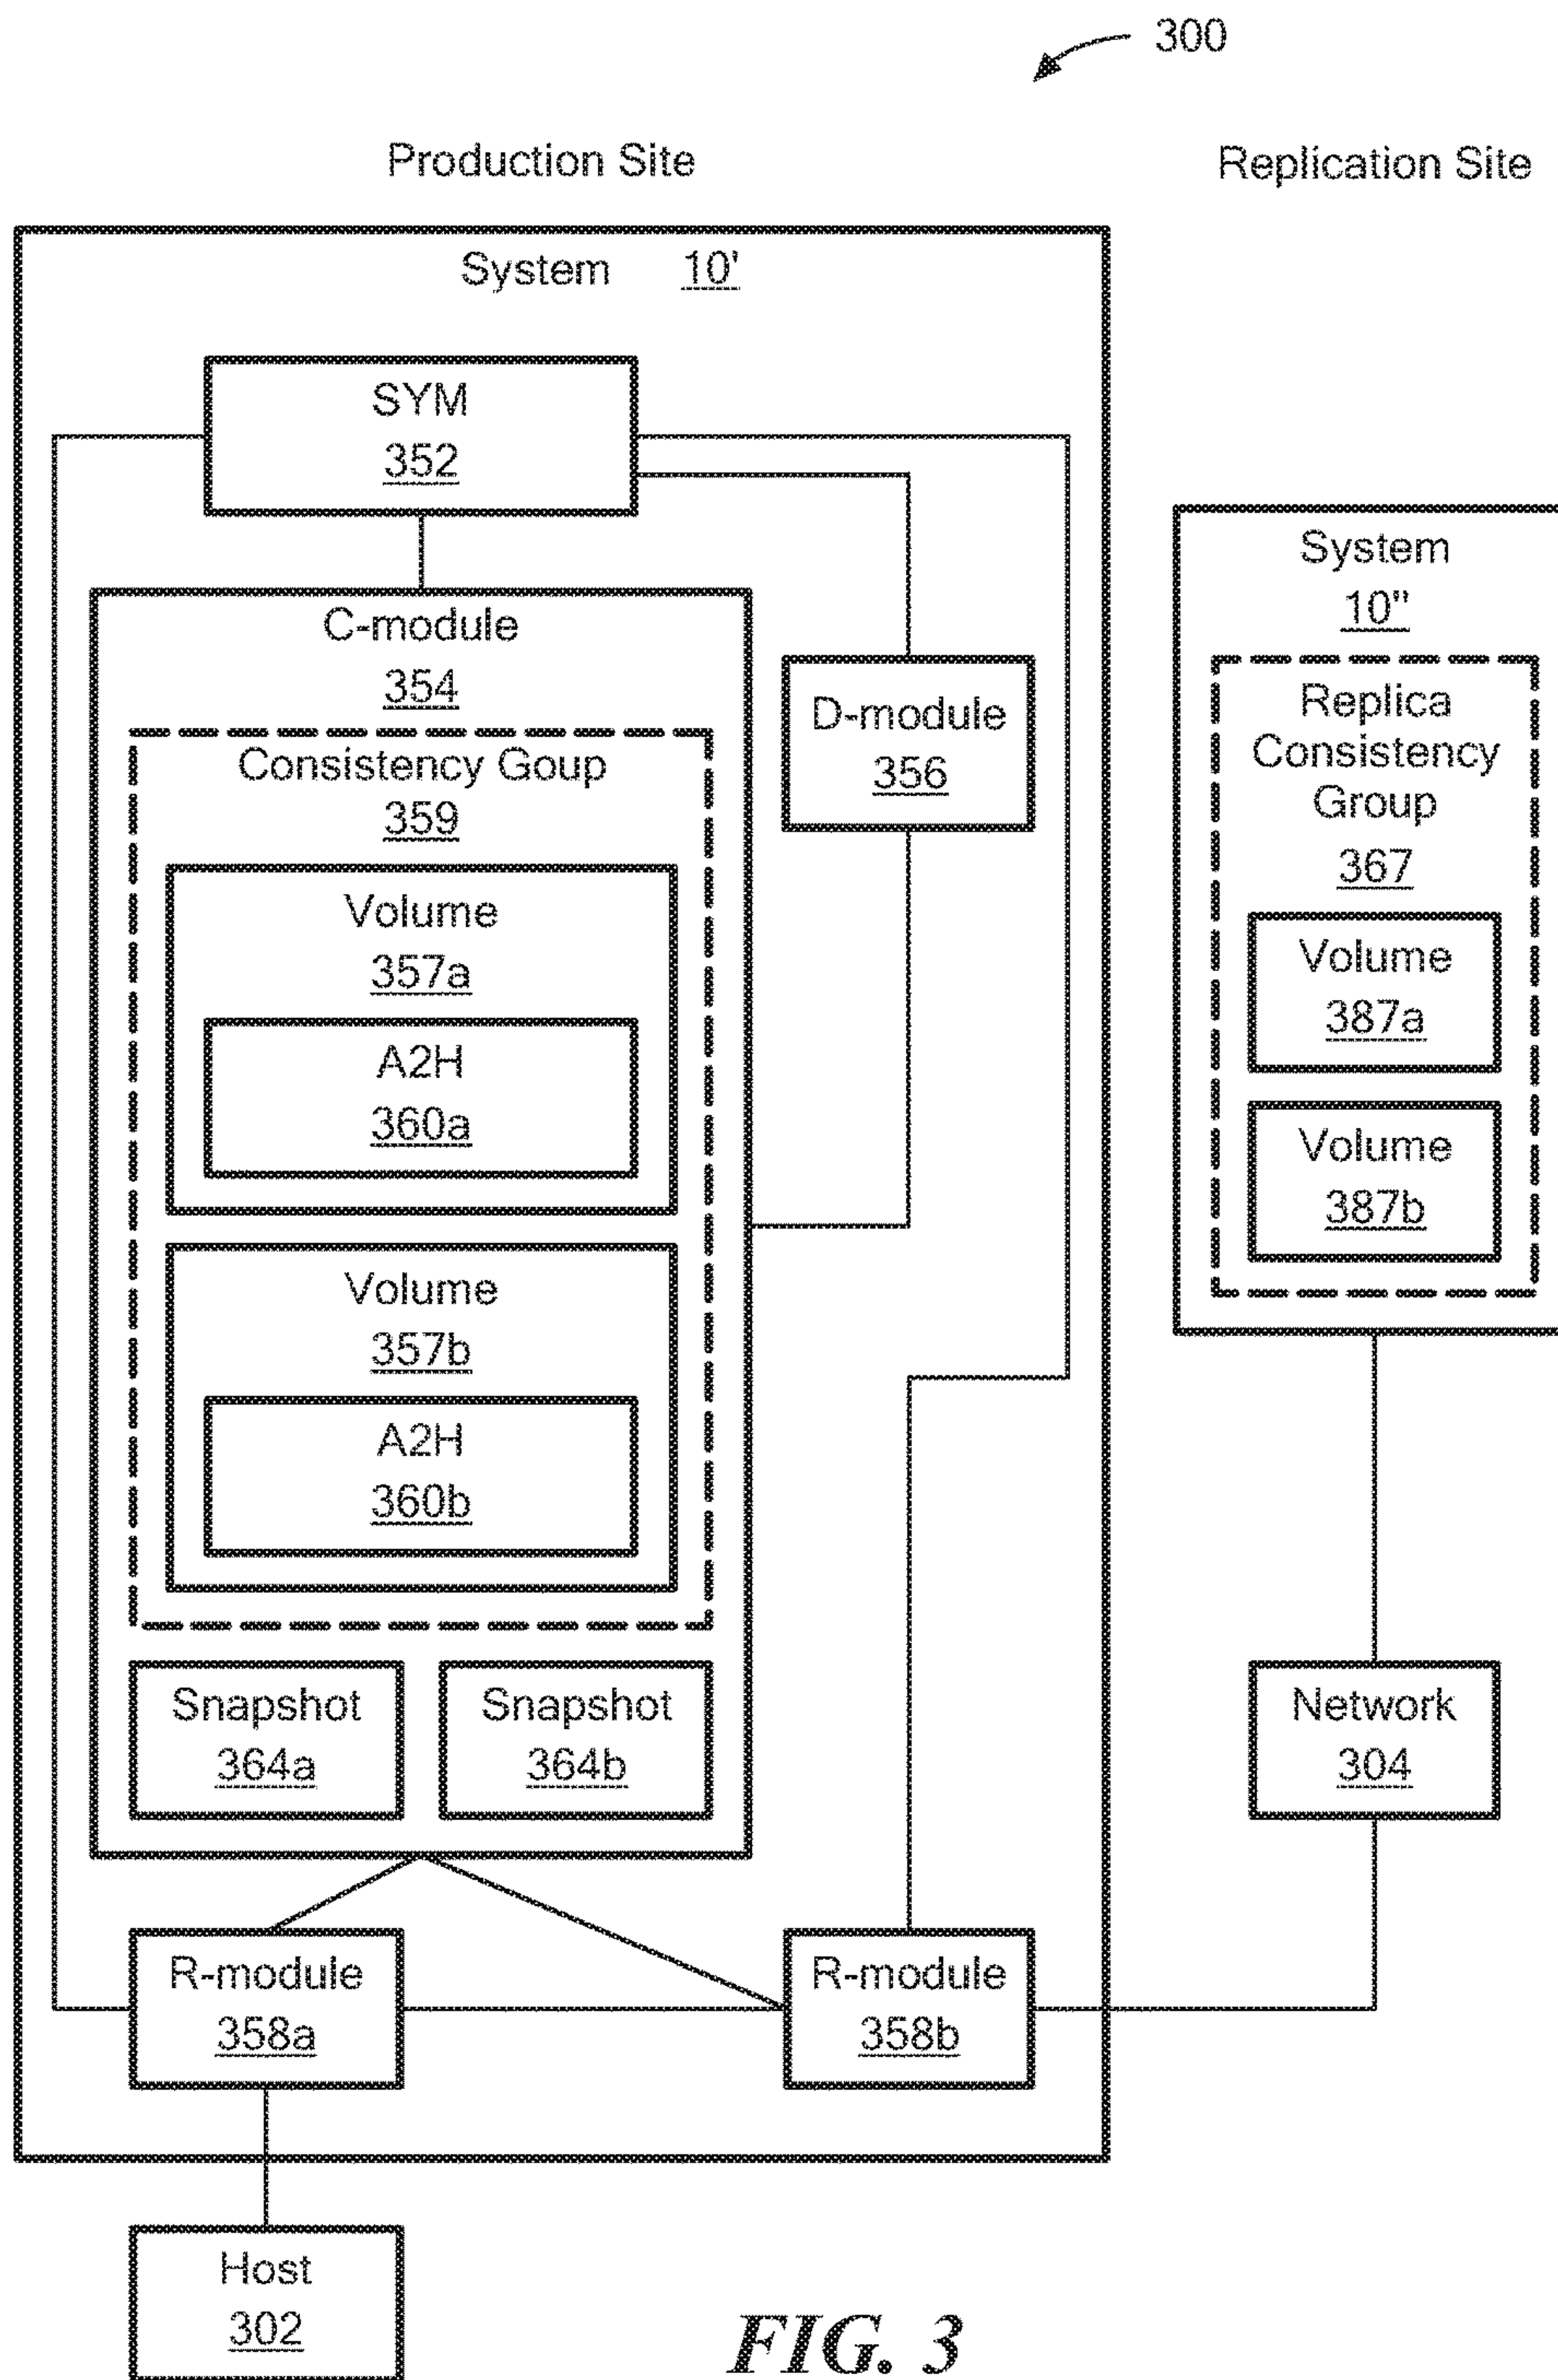 300
Production Site
Replication Site
System 10'
SYM
352
C-module
354
Consistency Goup
359
Volume
357a
A2H
360a
Volume
357b
A2H
360b
Snapshot
364a
Snapshot
364b
D-module
356
R-module
358a
R-module
358b
Host
302
System
10"
Replica
Consistency
Group
367
Volume
387a
Volume
387b
Network
304
FIG. 3